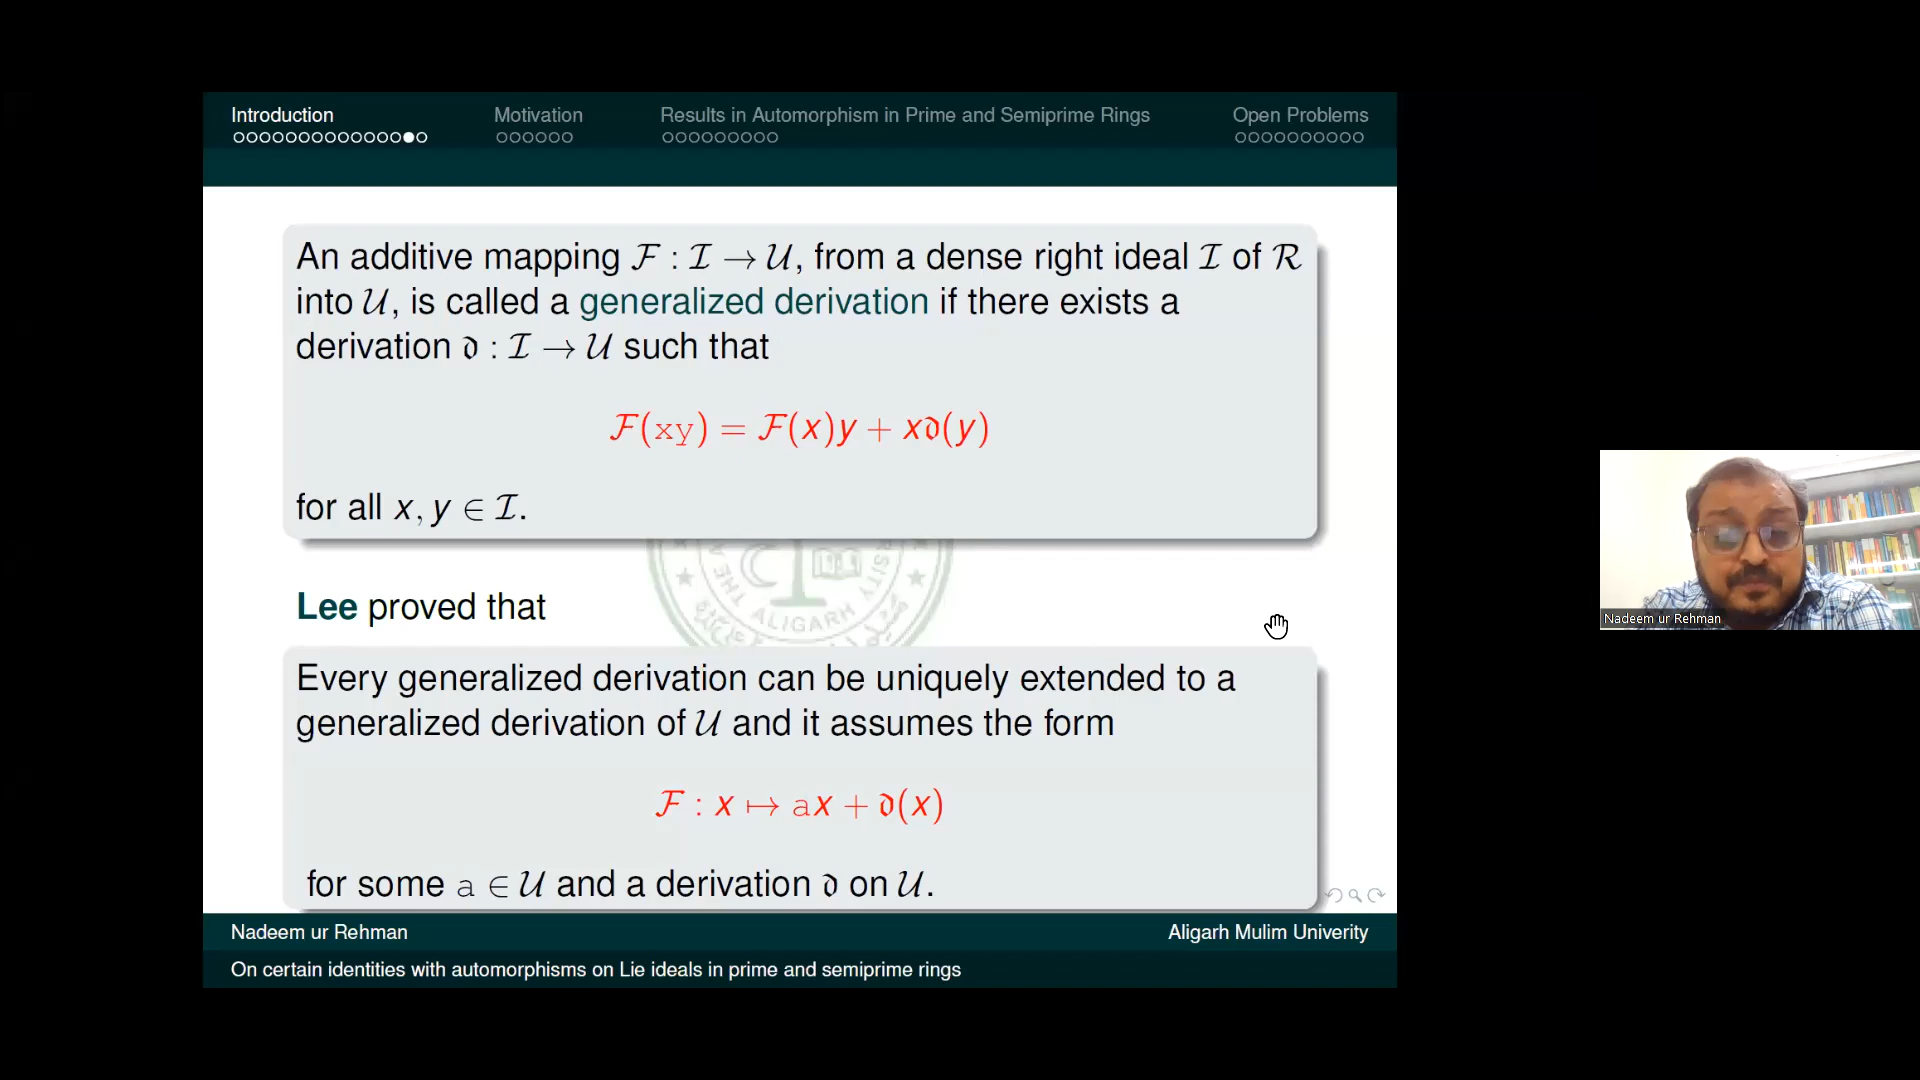 Introduction
Motivation
Results in Automorphism in Prime and Semiprime Rings
Open Problems
An additive mapping ℱ : ℐ → 𝒰, from a dense right ideal ℐ of ℛ
into 𝒰, is called a generalized derivation if there exists a
derivation 𝔡 : ℐ → 𝒰 such that
ℱ(xy) = ℱ(x)y + x𝔡(y)
for all x, y ∈ ℐ.
THE ALIGARH
Lee proved that
Every generalized derivation can be uniquely extended to a
generalized derivation of 𝒰 and it assumes the form
ℱ : x ↦ ax + 𝔡(x)
for some a ∈ 𝒰 and a derivation 𝔡 on 𝒰.
Nadeem ur Rehman
Aligarh Mulim Univerity
On certain identities with automorphisms on Lie ideals in prime and semiprime rings
Nadeem ur Rehman